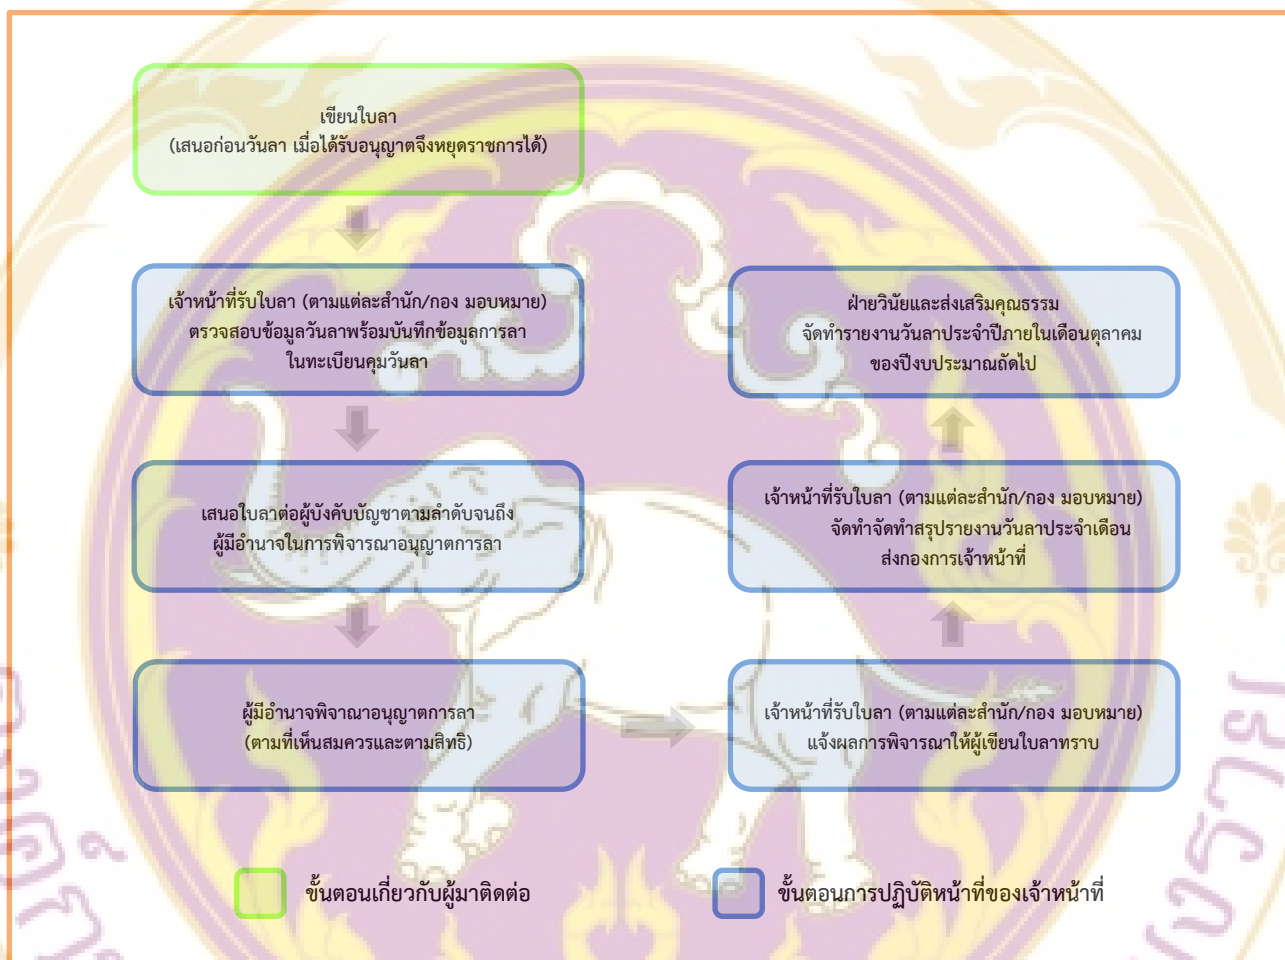 เขียนใบลา
(เสนอก่อนวันลา เมื่อได้รับอนุญาตจึงหยุดราชการได้)
เจ้าหน้าที่รับใบลา (ตามแต่ละสำนัก/กอง มอบหมาย)
ตรวจสอบข้อมูลวันลาพร้อมบันทึกข้อมูลการลา
ในทะเบียนคุมวันลา
เสนอใบลาต่อผู้บังคับบัญชาตามลำดับจนถึง
ผู้มีอำนาจในการพิจารณาอนุญาตการลา
ผู้มีอำนาจพิจาณาอนุญาตการลา
(ตามที่เห็นสมควรและตามสิทธิ)
เจ้าหน้าที่รับใบลา (ตามแต่ละสำนัก/กอง มอบหมาย)
แจ้งผลการพิจารณาให้ผู้เขียนใบลาทราบ
เจ้าหน้าที่รับใบลา (ตามแต่ละสำนัก/กอง มอบหมาย)
จัดทำจัดทำสรุปรายงานวันลาประจำเดือน
ส่งกองการเจ้าหน้าที่
ฝ่ายวินัยและส่งเสริมคุณธรรม
จัดทำรายงานวันลาประจำปีภายในเดือนตุลาคม
ของปีงบประมาณถัดไป
ขั้นตอนเกี่ยวกับผู้มาติดต่อ
ขั้นตอนการปฏิบัติหน้าที่ของเจ้าหน้าที่